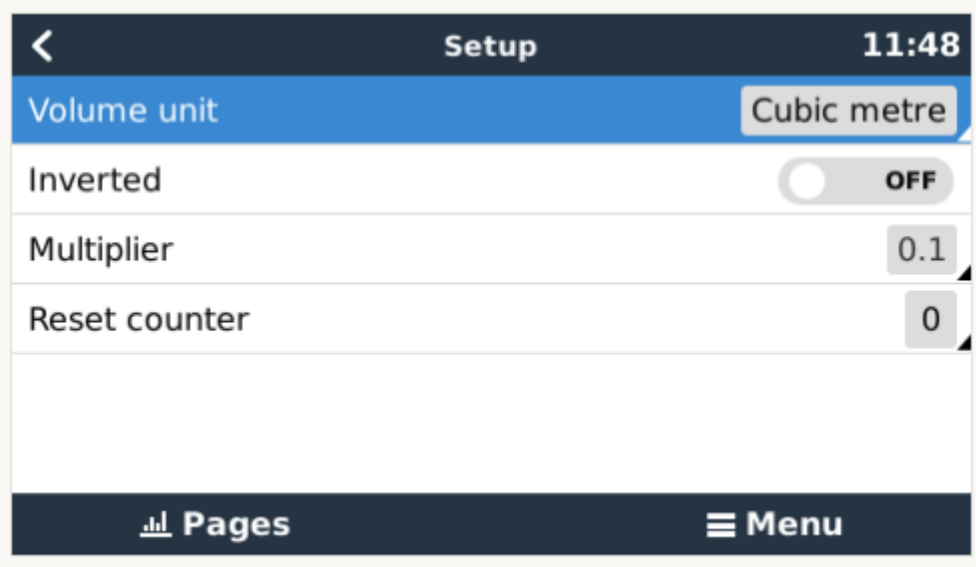 Setup 11:48
Volume unit Cubic metre
Inverted OFF
Multiplier 0.1
Reset counter 0
Pages Menu